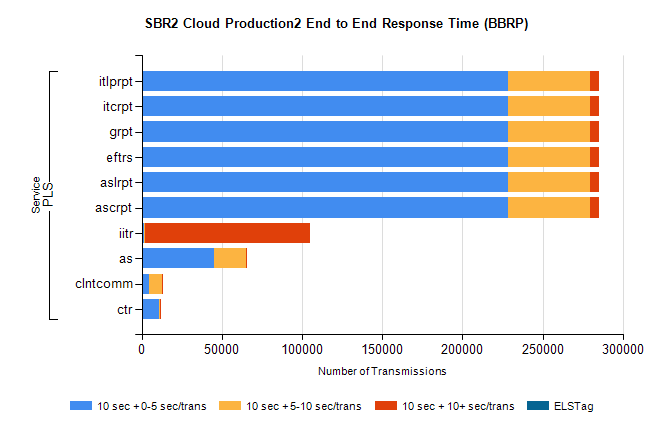 SBR2 Cloud Production2 End to End Response Time (BBRP)
Service
PLS
itlprpt
itcrpt
grpt
eftrs
aslrpt
ascrpt
iitr
as
clntcomm
ctr
0 50000 100000 150000 200000 250000 300000
Number of Transmissions
10 sec +0-5 sec/trans 10 sec +5-10 sec/trans 10 sec + 10+ sec/trans ELSTag